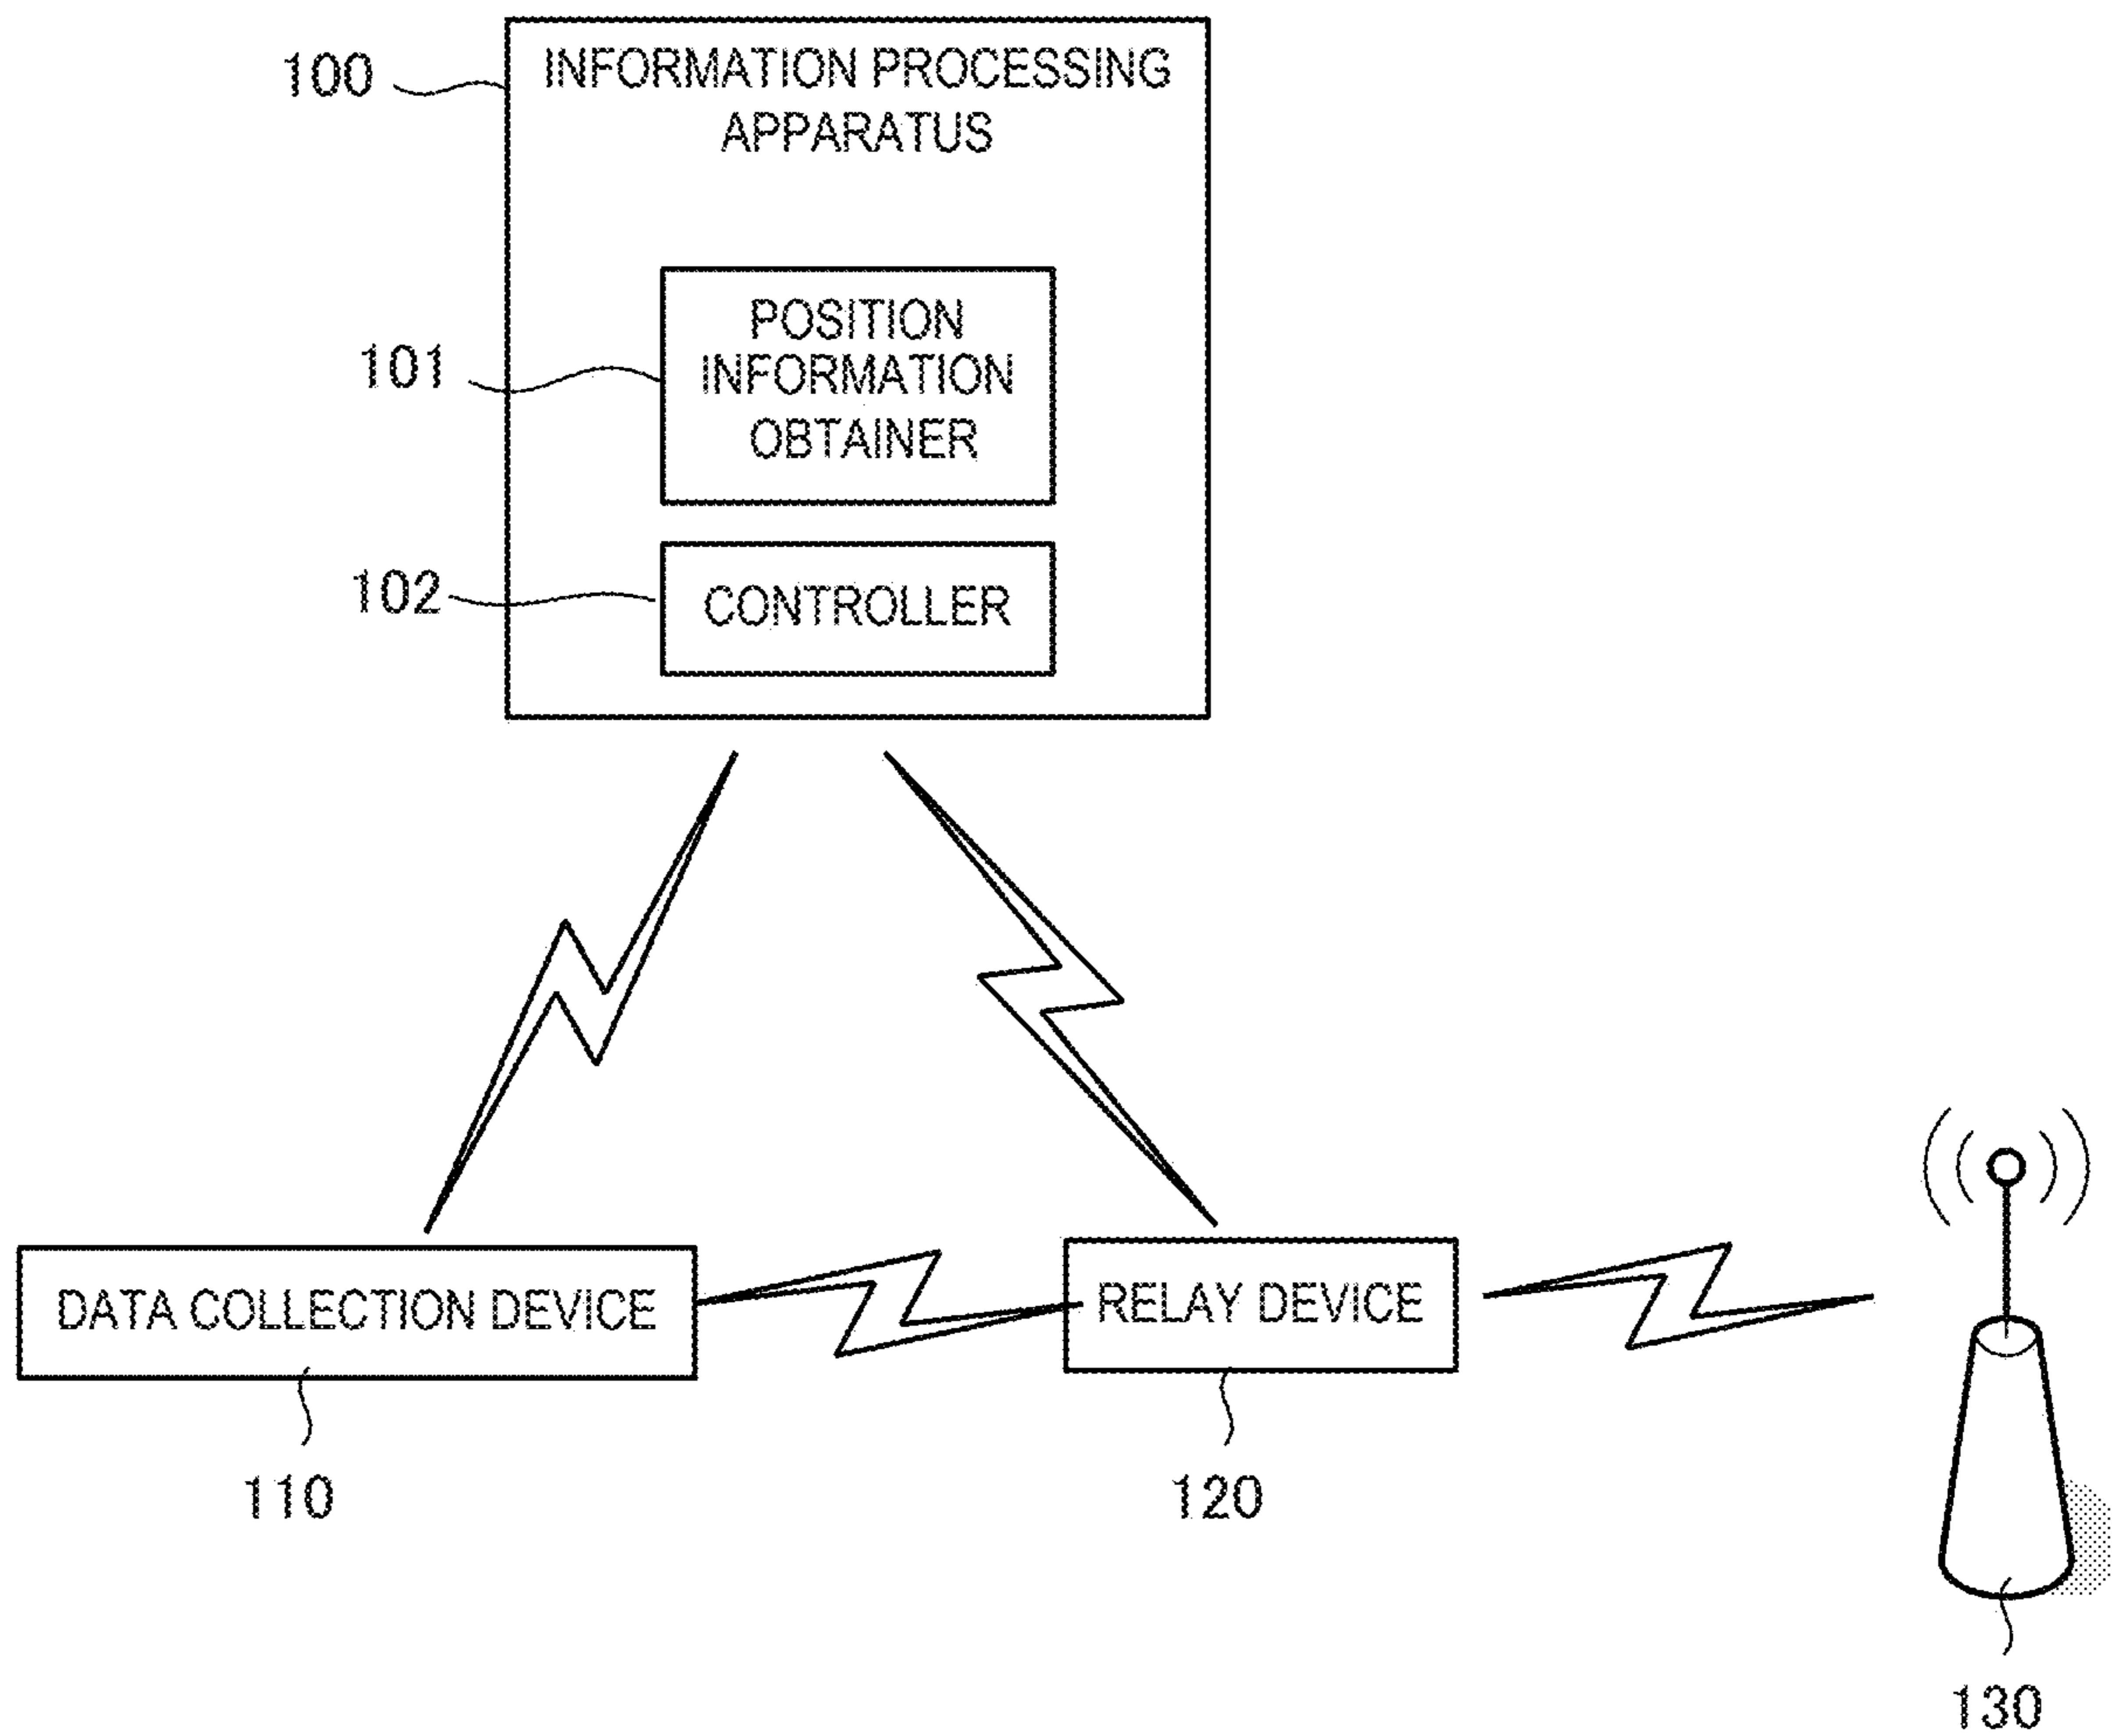 100
INFORMATION PROCESSING
APPARATUS
101
POSITION
INFORMATION
OBTAINER
102
CONTROLLER
DATA COLLECTION DEVICE
RELAY DEVICE
110
120
130